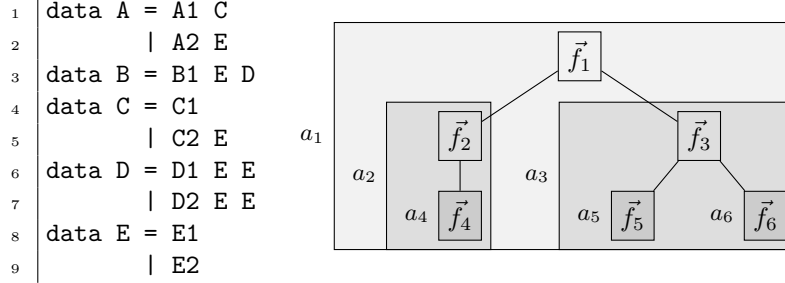 1 data A = A1 C
2 | A2 E
3 data B = B1 E D
4 data C = C1
5 | C2 E
6 data D = D1 E E
7 | D2 E E
8 data E = E1
9 | E2
f⃗₁
a₁
f⃗₂ f⃗₃
a₂ a₃
a₄ f⃗₄ a₅ f⃗₅ a₆ f⃗₆